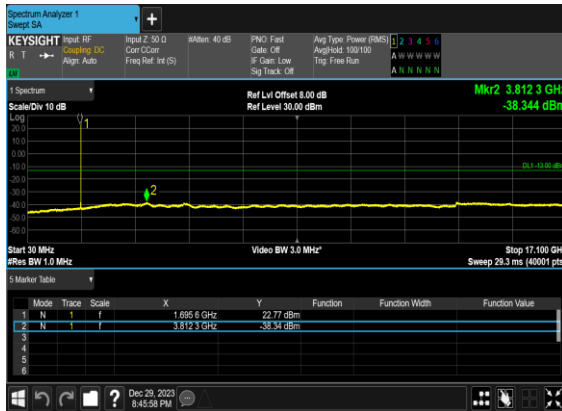 Spectrum Analyzer 1
Swept SA
+
KEYSIGHT Input: RF Input Z: 50 Ω #Atten: 40 dB PNO: Fast Avg Type: Power (RMS) 1 2 3 4 5 6
R T Coupling: DC Corr CCorr Gate: Off Avg|Hold: 100/100 A W W W W W
Align: Auto Freq Ref: Int (S) IF Gain: Low Trig: Free Run
LXI Sig Track: Off A N N N N N
1 Spectrum Ref Lvl Offset 8.00 dB Mkr2 3.812 3 GHz
Scale/Div 10 dB Ref Level 30.00 dBm -38.344 dBm
Log
1
20.0
10.0
0.00
-10.0 DL1 -13.00 dBm
-20.0
-30.0
2
-40.0
-50.0
-60.0
Start 30 MHz Video BW 3.0 MHz* Stop 17.100 GHz
#Res BW 1.0 MHz Sweep 29.3 ms (40001 pts)
5 Marker Table
Mode Trace Scale X Y Function Function Width Function Value
1 N 1 f 1.695 6 GHz 22.77 dBm
2 N 1 f 3.812 3 GHz -38.34 dBm
3
4
5
6
? Dec 29, 2023
8:45:58 PM